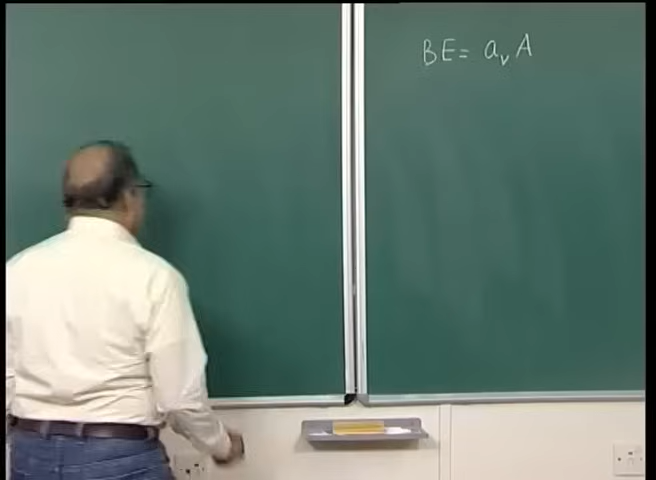 BE = a_v A